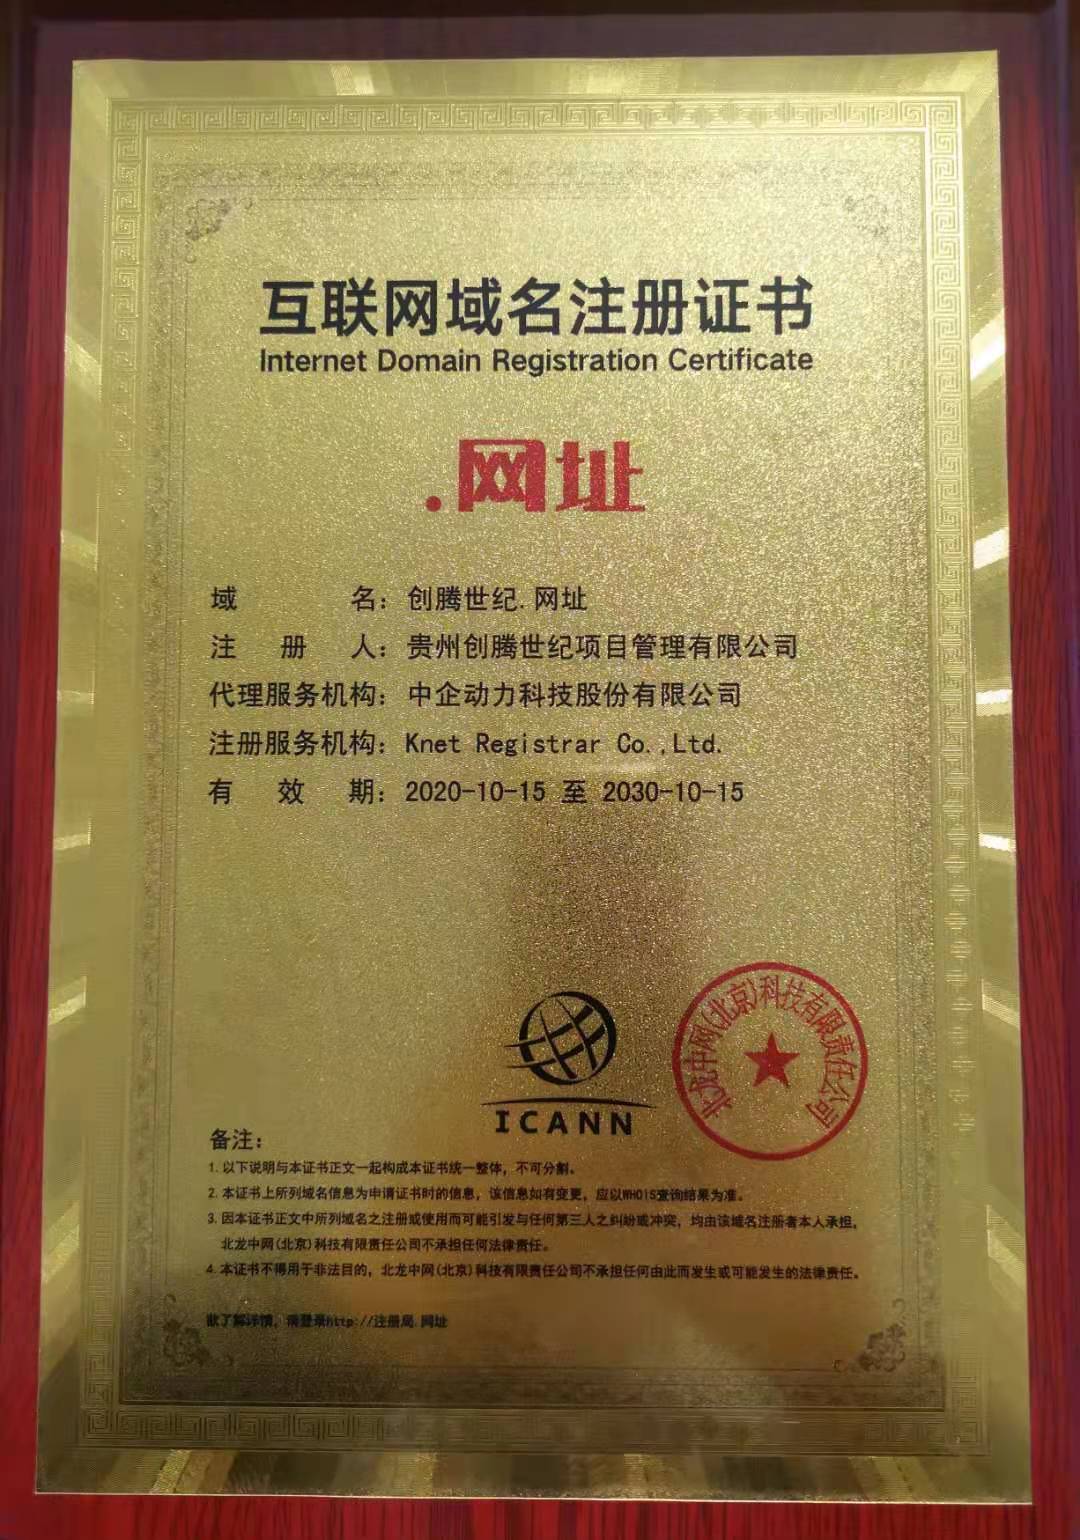 互联网域名注册证书
Internet Domain Registration Certificate
.网址
域 名：创腾世纪.网址
注 册 人：贵州创腾世纪项目管理有限公司
代理服务机构：中企动力科技股份有限公司
注册服务机构：Knet Registrar Co.,Ltd.
有 效 期：2020-10-15 至 2030-10-15
ICANN
北龙中网(北京)科技有限责任公司
备注：
1.以下说明与本证书正文一起构成本证书统一整体，不可分割。
2.本证书上所列域名信息为申请证书时的信息，该信息如有变更，应以WHOIS查询结果为准。
3.因本证书正文中所列域名之注册或使用而可能引发与任何第三人之纠纷或冲突，均由该域名注册者本人承担，
北龙中网(北京)科技有限责任公司不承担任何法律责任。
4.本证书不得用于非法目的，北龙中网(北京)科技有限责任公司不承担任何由此而发生或可能发生的法律责任。
欲了解详情，请登录http://注册局.网址